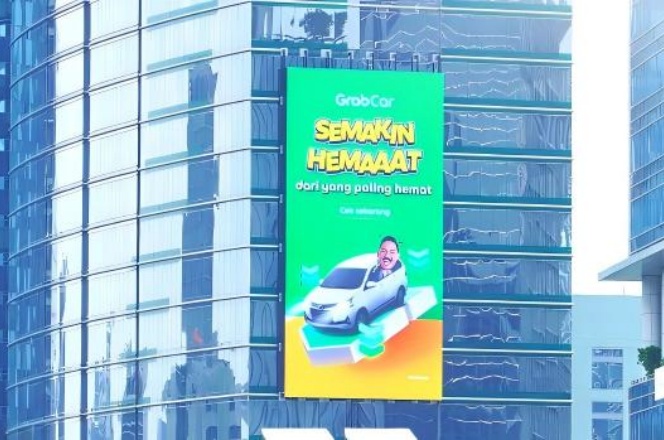 GrabCar
SEMAKIN
HEMAAAT
dari yang paling hemat
Cek sekarang